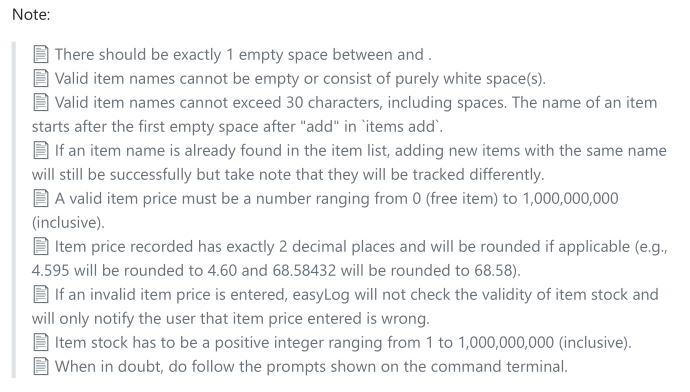 Note:
There should be exactly 1 empty space between and .
Valid item names cannot be empty or consist of purely white space(s).
Valid item names cannot exceed 30 characters, including spaces. The name of an item
starts after the first empty space after "add" in `items add`.
If an item name is already found in the item list, adding new items with the same name
will still be successfully but take note that they will be tracked differently.
A valid item price must be a number ranging from 0 (free item) to 1,000,000,000
(inclusive).
Item price recorded has exactly 2 decimal places and will be rounded if applicable (e.g.,
4.595 will be rounded to 4.60 and 68.58432 will be rounded to 68.58).
If an invalid item price is entered, easyLog will not check the validity of item stock and
will only notify the user that item price entered is wrong.
Item stock has to be a positive integer ranging from 1 to 1,000,000,000 (inclusive).
When in doubt, do follow the prompts shown on the command terminal.